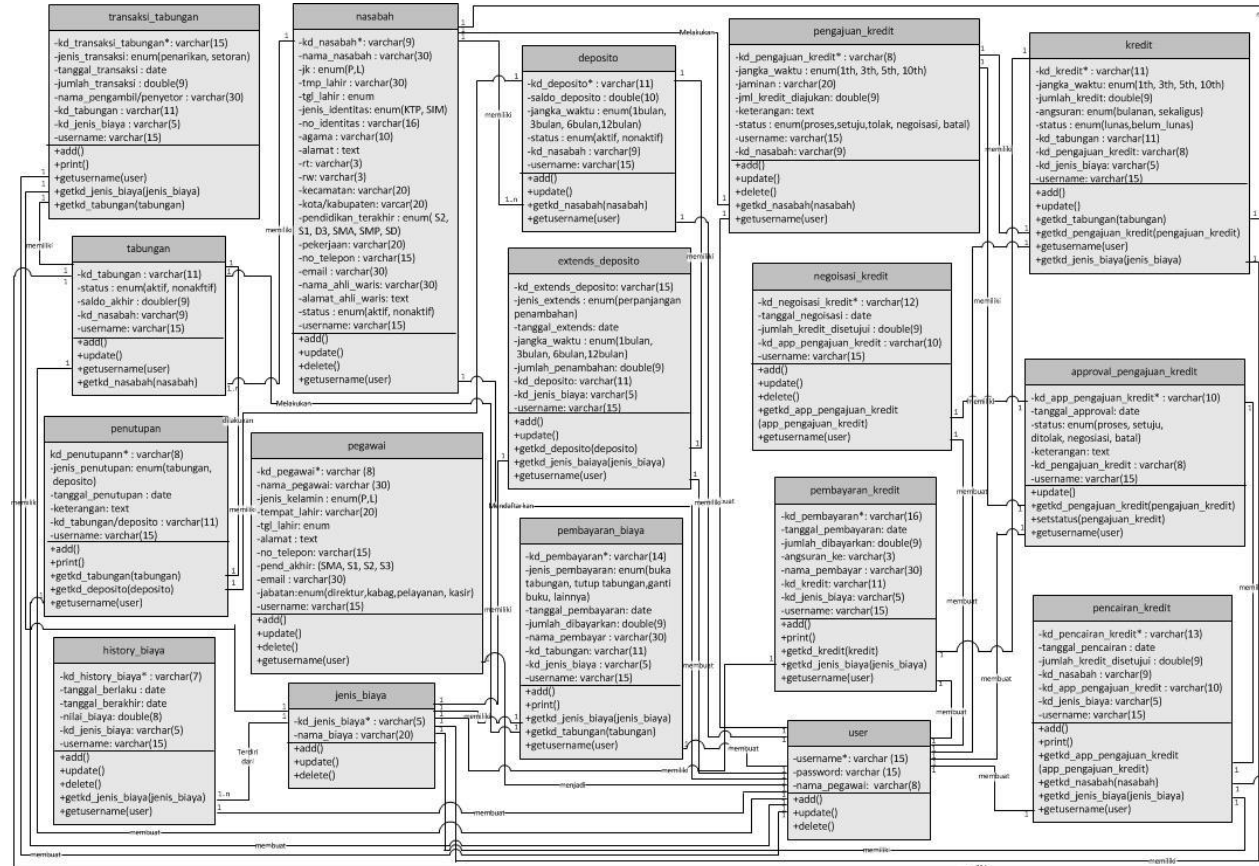 transaksi_tabungan
-kd_transaksi_tabungan*: varchar(15)
-jenis_transaksi: enum(penarikan, setoran)
-tanggal_transaksi : date
-jumlah_transaksi : double(9)
-nama_pengambil/penyetor : varchar(30)
-kd_tabungan : varchar(11)
-kd_jenis_biaya : varchar(5)
-username: varchar(15)
+add()
+print()
+getusername(user)
+getkd_jenis_biaya(jenis_biaya)
+getkd_tabungan(tabungan)
nasabah
-kd_nasabah*: varchar(9)
-nama_nasabah : varchar(30)
-jk : enum(P,L)
-tmp_lahir : varchar(30)
-tgl_lahir : enum
-jenis_identitas: enum(KTP, SIM)
-no_identitas : varchar(16)
-agama : varchar(10)
-alamat : text
-rt: varchar(3)
-rw: varchar(3)
-kecamatan: varchar(20)
-kota/kabupaten: varcar(20)
-pendidikan_terakhir : enum( S2,
S1, D3, SMA, SMP, SD)
-pekerjaan: varchar(20)
-no_telepon: varchar(15)
-email : varchar(30)
-nama_ahli_waris: varchar(30)
-alamat_ahli_waris: text
-status : enum(aktif, nonaktif)
-username: varchar(15)
+add()
+update()
+delete()
+getusername(user)
deposito
-kd_deposito* : varchar(11)
-saldo_deposito : double(10)
-jangka_waktu : enum(1bulan,
3bulan, 6bulan,12bulan)
-status : enum(aktif, nonaktif)
-kd_nasabah : varchar(9)
-username: varchar(15)
+add()
+update()
+getkd_nasabah(nasabah)
+getusername(user)
pengajuan_kredit
-kd_pengajuan_kredit* : varchar(8)
-jangka_waktu : enum(1th, 3th, 5th, 10th)
-jaminan : varchar(20)
-jml_kredit_diajukan: double(9)
-keterangan: text
-status : enum(proses,setuju,tolak, negoisasi, batal)
-username: varchar(15)
-kd_nasabah: varchar(9)
+add()
+update()
+delete()
+getkd_nasabah(nasabah)
+getusername(user)
kredit
-kd_kredit*: varchar(11)
-jangka_waktu : enum(1th, 3th, 5th, 10th)
-jumlah_kredit: double(9)
-angsuran: enum(bulanan, sekaligus)
-status : enum(lunas,belum_lunas)
-kd_tabungan: varchar(11)
-kd_pengajuan_kredit: varchar(8)
-kd_jenis_biaya: varchar(5)
-username: varchar(15)
+add()
+update()
+getkd_tabungan(tabungan)
+getkd_pengajuan_kredit(pengajuan_kredit)
+getusername(user)
+getkd_jenis_biaya(jenis_biaya)
tabungan
-kd_tabungan : varchar(11)
-status : enum(aktif, nonakftif)
-saldo_akhir : doubler(9)
-kd_nasabah : varchar(9)
-username: varchar(15)
+add()
+update()
+getkd_nasabah(nasabah)
extends_deposito
-kd_extends_deposito: varchar(15)
-jenis_extends : enum(perpanjangan
penambahan)
-tanggal_extends: date
-jangka_waktu : enum(1bulan,
3bulan, 6bulan,12bulan)
-jumlah_penambahan: double(9)
-kd_deposito: varchar(11)
-kd_jenis_biaya: varchar(5)
-username: varchar(15)
+add()
+update()
+getkd_deposito(deposito)
+getkd_jenis_baiaya(jenis_biaya)
+getusername(user)
negoisasi_kredit
-kd_negoisasi_kredit* : varchar(12)
-tanggal_negoisasi : date
-jumlah_kredit_disetujui : double(9)
-kd_app_pengajuan_kredit : varchar(10)
-username: varchar(15)
+add()
+update()
+delete()
+getkd_app_pengajuan_kredit
(app_pengajuan_kredit)
+getusername(user)
approval_pengajuan_kredit
-kd_app_pengajuan_kredit* : varchar(10)
-tanggal_approval: date
-status: enum(proses, setuju,
ditolak, negosiasi, batal)
-keterangan: text
-kd_pengajuan_kredit : varchar(8)
-username: varchar(15)
+update()
+getkd_pengajuan_kredit(pengajuan_kredit)
+setstatus(pengajuan_kredit)
+getusername(user)
penutupan
kd_penutupann*: varchar(8)
-jenis_penutupan: enum(tabungan,
deposito)
-tanggal_penutupan : date
-keterangan: text
-kd_tabungan/deposito : varchar(11)
-username: varchar(15)
+add()
+print()
+getkd_tabungan(tabungan)
+getkd_deposito(deposito)
+getusername(user)
pegawai
-kd_pegawai*: varchar (8)
-nama_pegawai: varchar (30)
-jenis_kelamin: enum(P,L)
-tempat_lahir: varchar(20)
-tgl_lahir: enum
-alamat : text
-no_telepon: varchar(15)
-pend_akhir: (SMA, S1, S2, S3)
-email : varchar(30)
-jabatan:enum(direktur,kabag,pelayanan, kasir)
-username: varchar(15)
+add()
+update()
+delete()
+getusername(user)
pembayaran_biaya
-kd_pembayaran*: varchar(14)
-jenis_pembayaran: enum(buka
tabungan, tutup tabungan,ganti
buku, lainnya)
-tanggal_pembayaran: date
-jumlah_dibayarkan: double(9)
-nama_pembayar : varchar(30)
-kd_tabungan: varchar(11)
-kd_jenis_biaya: varchar(5)
-username: varchar(15)
+add()
+print()
+getkd_jenis_biaya(jenis_biaya)
+getkd_tabungan(tabungan)
+getusername(user)
pembayaran_kredit
-kd_pembayaran*: varchar(16)
-tanggal_pembayaran: date
-jumlah_dibayarkan: double(9)
-angsuran_ke: varchar(3)
-nama_pembayar: varchar(30)
-kd_kredit: varchar(11)
-kd_jenis_biaya: varchar(5)
-username: varchar(15)
+add()
+print()
+getkd_kredit(kredit)
+getkd_jenis_biaya(jenis_biaya)
+getusername(user)
pencairan_kredit
-kd_pencairan_kredit* : varchar(13)
-tanggal_pencairan : date
-jumlah_kredit_disetujui : double(9)
-kd_nasabah : varchar(9)
-kd_app_pengajuan_kredit : varchar(10)
-kd_jenis_biaya: varchar(5)
-username: varchar(15)
+add()
+print()
+getkd_app_pengajuan_kredit
(app_pengajuan_kredit)
+getkd_nasabah(nasabah)
+getkd_jenis_biaya(jenis_biaya)
+getusername(user)
history_biaya
-kd_history_biaya* : varchar(7)
-tanggal_berlaku : date
-tanggal_berakhir: date
-nilai_biaya: double(8)
-kd_jenis_biaya: varchar(5)
-username: varchar(15)
+add()
+update()
+delete()
+getkd_jenis_biaya(jenis_biaya)
+getusername(user)
jenis_biaya
-kd_jenis_biaya* : varchar(5)
-nama_biaya : varchar(20)
+add()
+update()
+delete()
user
-username*: varchar (15)
-password: varchar (15)
-nama_pegawai: varchar(8)
+add()
+update()
+delete()
Melakukan
memiliki
memiliki
memiliki
memiliki
memiliki
Melakukan
dilakukan
memiliki
Mendaftarkan
memiliki
membuat
memiliki
Terdiri
dari
menjadi
membuat
membuat
membuat
1..n
1..n
1..n